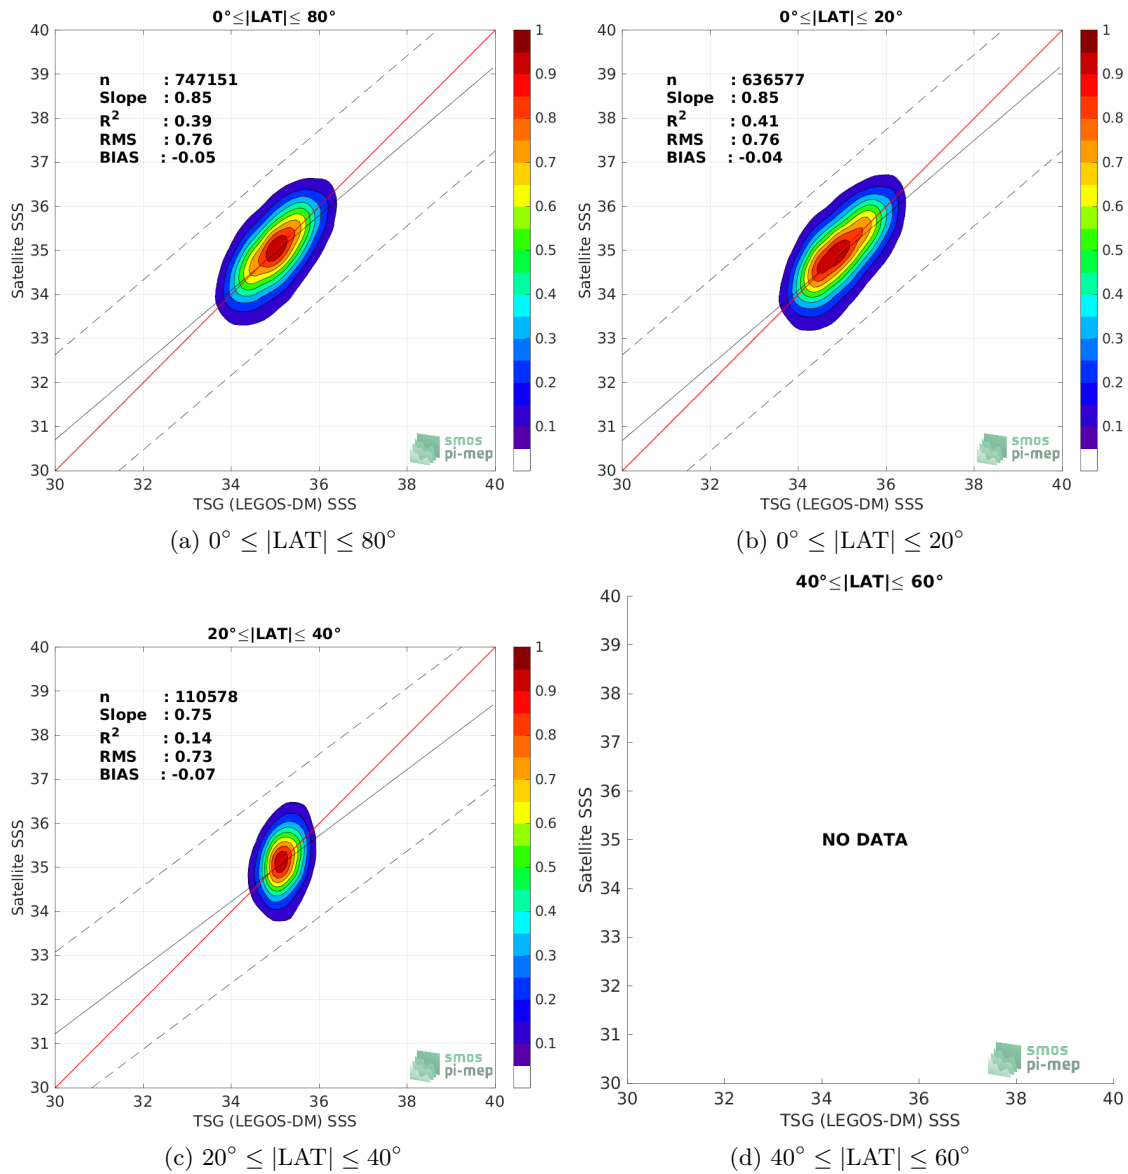 0°≤|LAT|≤ 80°
n : 747151
Slope : 0.85
R² : 0.39
RMS : 0.76
BIAS : -0.05
40
39
38
37
36
35
34
33
32
31
30
Satellite SSS
30 32 34 36 38 40
TSG (LEGOS-DM) SSS
1
0.9
0.8
0.7
0.6
0.5
0.4
0.3
0.2
0.1
smos
pi-mep
(a) 0° ≤ |LAT| ≤ 80°
0°≤|LAT|≤ 20°
n : 636577
Slope : 0.85
R² : 0.41
RMS : 0.76
BIAS : -0.04
40
39
38
37
36
35
34
33
32
31
30
Satellite SSS
30 32 34 36 38 40
TSG (LEGOS-DM) SSS
1
0.9
0.8
0.7
0.6
0.5
0.4
0.3
0.2
0.1
smos
pi-mep
(b) 0° ≤ |LAT| ≤ 20°
20°≤|LAT|≤ 40°
n : 110578
Slope : 0.75
R² : 0.14
RMS : 0.73
BIAS : -0.07
40
39
38
37
36
35
34
33
32
31
30
Satellite SSS
30 32 34 36 38 40
TSG (LEGOS-DM) SSS
1
0.9
0.8
0.7
0.6
0.5
0.4
0.3
0.2
0.1
smos
pi-mep
(c) 20° ≤ |LAT| ≤ 40°
40°≤|LAT|≤ 60°
40
39
38
37
36
35
34
33
32
31
30
Satellite SSS
NO DATA
30 32 34 36 38 40
TSG (LEGOS-DM) SSS
smos
pi-mep
(d) 40° ≤ |LAT| ≤ 60°